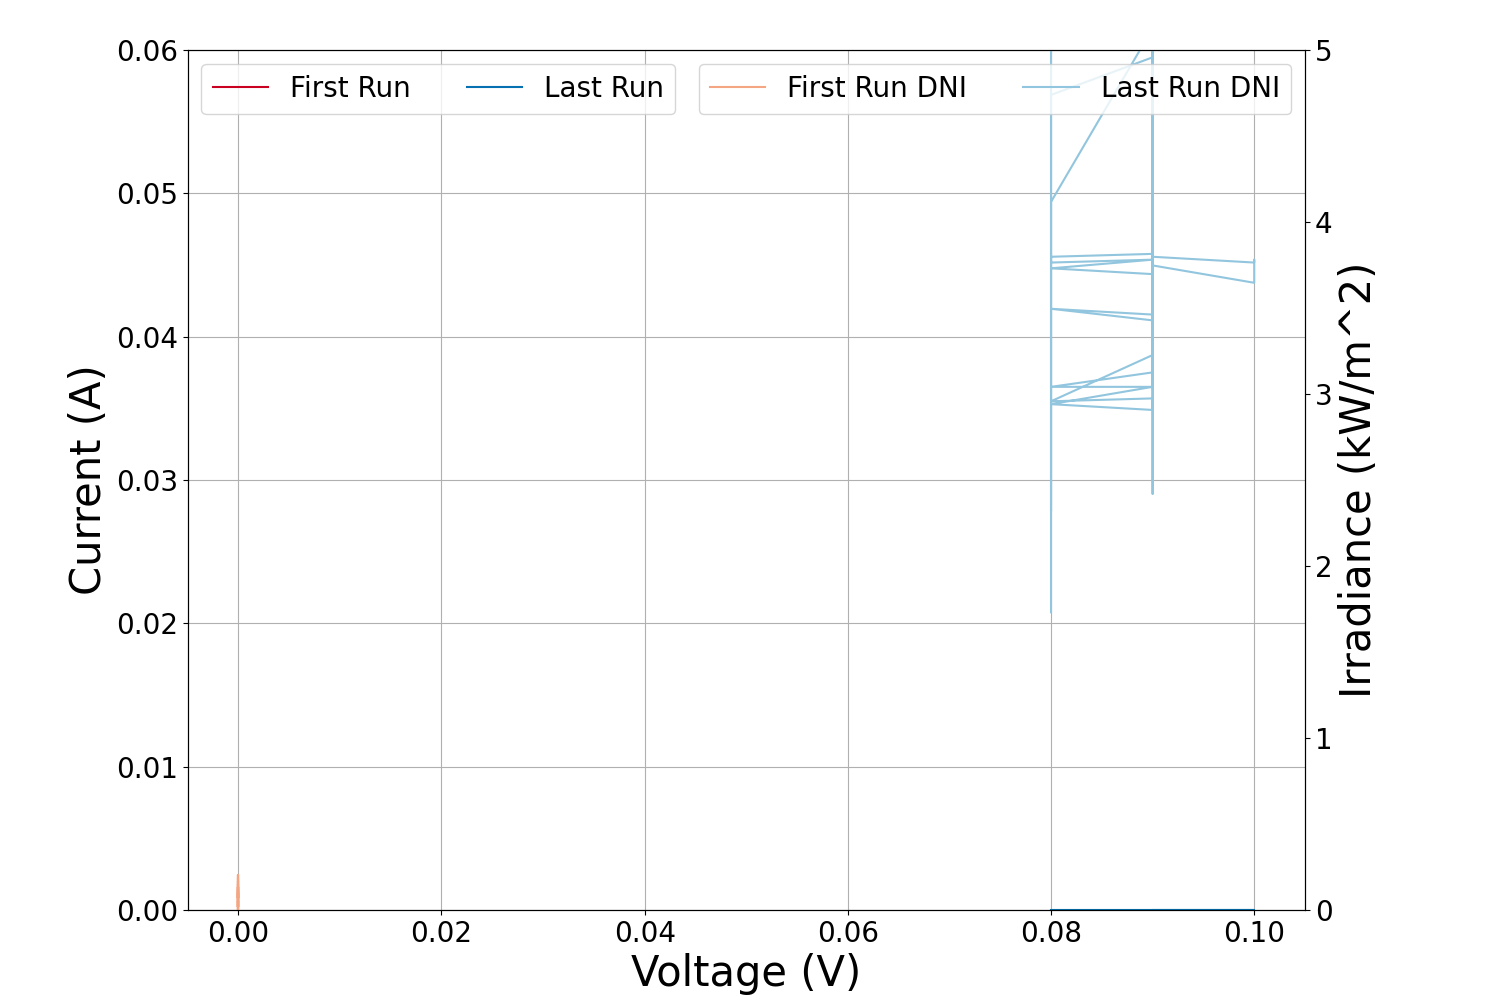 First Run
Last Run
First Run DNI
Last Run DNI
0.06
0.05
0.04
0.03
0.02
0.01
0.00
Current (A)
5
4
3
2
1
0
Irradiance (kW/m^2)
0.00
0.02
0.04
0.06
0.08
0.10
Voltage (V)